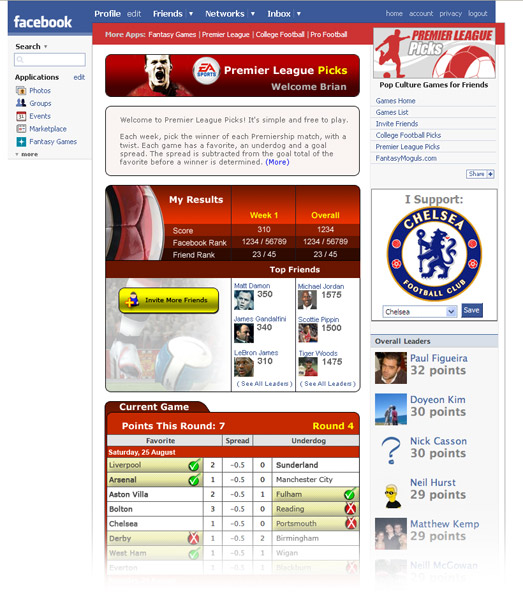 facebook
Profile edit Friends ▾ Networks ▾ Inbox ▾ home account privacy logout
Search ▾
Applications edit
Photos
Groups
Events
Marketplace
Fantasy Games
▾ more
More Apps: Fantasy Games | Premier League | College Football | Pro Football
EA SPORTS
Premier League Picks
Welcome Brian
Welcome to Premier League Picks! It's simple and free to play.
Each week, pick the winner of each Premiership match, with a
twist. Each game has a favorite, an underdog and a goal
spread. The spread is subtracted from the goal total of the
favorite before a winner is determined. (More)
My Results Week 1 Overall
Score 310 1234
Facebook Rank 1234 / 56789 1234 / 56789
Friend Rank 23 / 45 23 / 45
Top Friends
Invite More Friends
Matt Damon
350
Michael Jordan
1575
James Gandalfini
340
Scottie Pippin
1500
LeBron James
310
Tiger Woods
1475
( See All Leaders ) ( See All Leaders )
Current Game
Points This Round: 7 Round 4
Favorite Spread Underdog
Saturday, 25 August
Liverpool 2 -0.5 0 Sunderland
Arsenal 1 -0.5 0 Manchester City
Aston Villa 2 -0.5 1 Fulham
Bolton 3 -0.5 0 Reading
Chelsea 1 -0.5 0 Portsmouth
Derby 1 -0.5 2 Birmingham
West Ham 1 -0.5 1 Wigan
Everton 1 -0.5 1 Blackburn
PREMIER LEAGUE
Picks
Pop Culture Games for Friends
Games Home
Games List
Invite Friends
College Football Picks
Premier League Picks
FantasyMoguls.com
Share +
I Support:
CHELSEA
FOOTBALL CLUB
Chelsea Save
Overall Leaders
Paul Figueira
32 points
Doyeon Kim
30 points
Nick Casson
30 points
Neil Hurst
29 points
Matthew Kemp
29 points
Neill McGowan